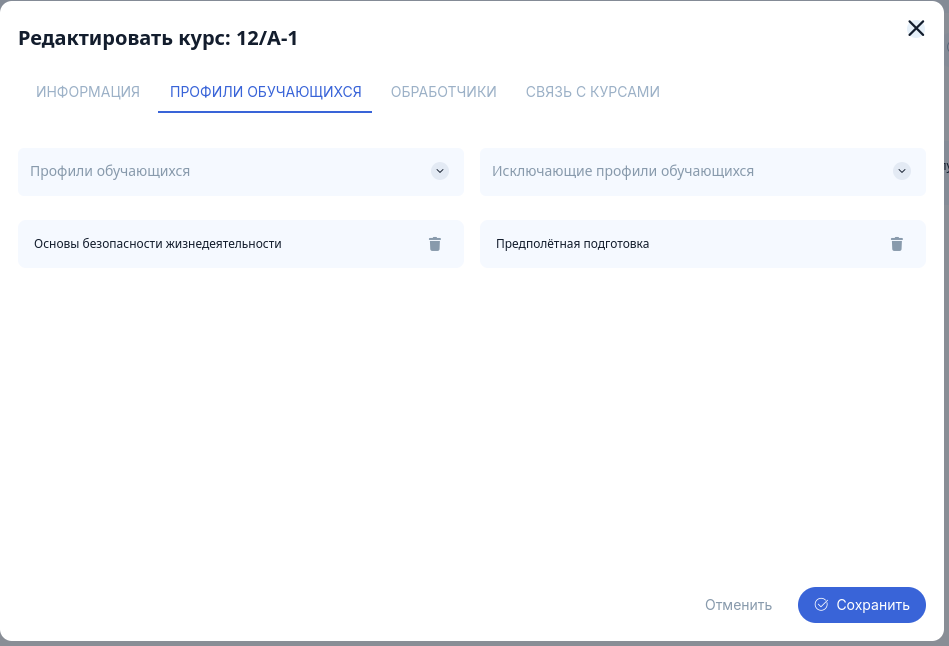 Редактировать курс: 12/А-1
ИНФОРМАЦИЯ ПРОФИЛИ ОБУЧАЮЩИХСЯ ОБРАБОТЧИКИ СВЯЗЬ С КУРСАМИ
Профили обучающихся Исключающие профили обучающихся
Основы безопасности жизнедеятельности Предполётная подготовка
Отменить Сохранить